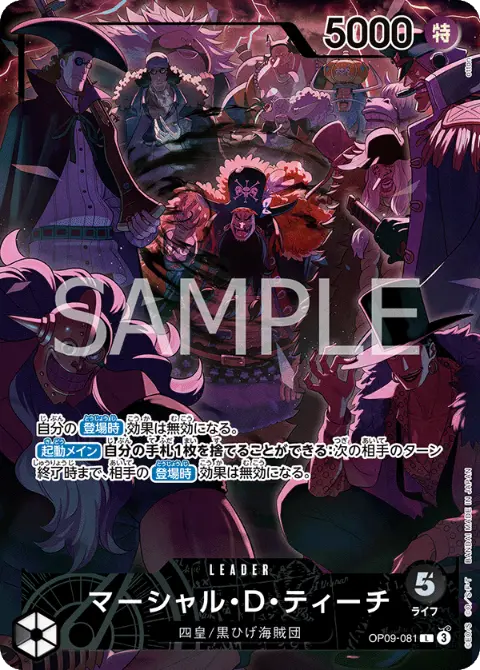 5000 特
SAMPLE
自分の 登場時 効果は無効になる。
起動メイン 自分の手札1枚を捨てることができる:次の相手のターン
終了時まで、相手の 登場時 効果は無効になる。
LEADER
マーシャル・D・ティーチ
5
ライフ
四皇/黒ひげ海賊団
OP09-081 L 3